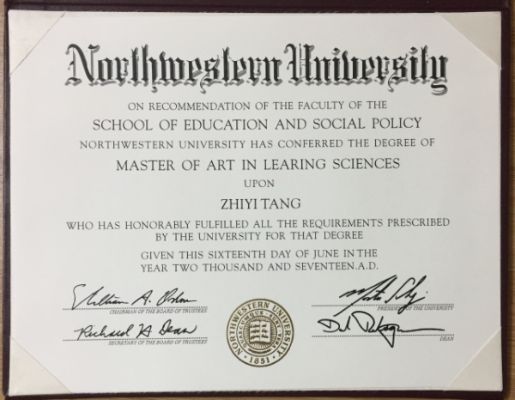 Northwestern University
ON RECOMMENDATION OF THE FACULTY OF THE
SCHOOL OF EDUCATION AND SOCIAL POLICY
NORTHWESTERN UNIVERSITY HAS CONFERRED THE DEGREE OF
MASTER OF ART IN LEARING SCIENCES
UPON
ZHIYI TANG
WHO HAS HONORABLY FULFILLED ALL THE REQUIREMENTS PRESCRIBED
BY THE UNIVERSITY FOR THAT DEGREE
GIVEN THIS SIXTEENTH DAY OF JUNE IN THE
YEAR TWO THOUSAND AND SEVENTEEN.A.D.
William A.
CHAIRMAN OF THE BOARD OF TRUSTEES
PRESIDENT OF THE UNIVERSITY
Richard A Dean
SECRETARY OF THE BOARD OF TRUSTEES
DEAN
NORTHWESTERN UNIVERSITY
1851